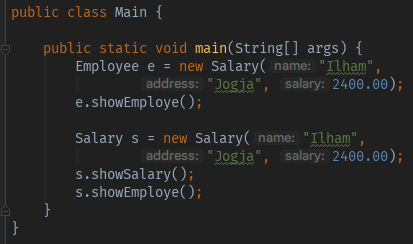 public class Main {
public static void main(String[] args) {
Employee e = new Salary( name: "Ilham",
address: "Jogja", salary: 2400.00);
e.showEmploye();
Salary s = new Salary( name: "Ilham",
address: "Jogja", salary: 2400.00);
s.showSalary();
s.showEmploye();
}
}